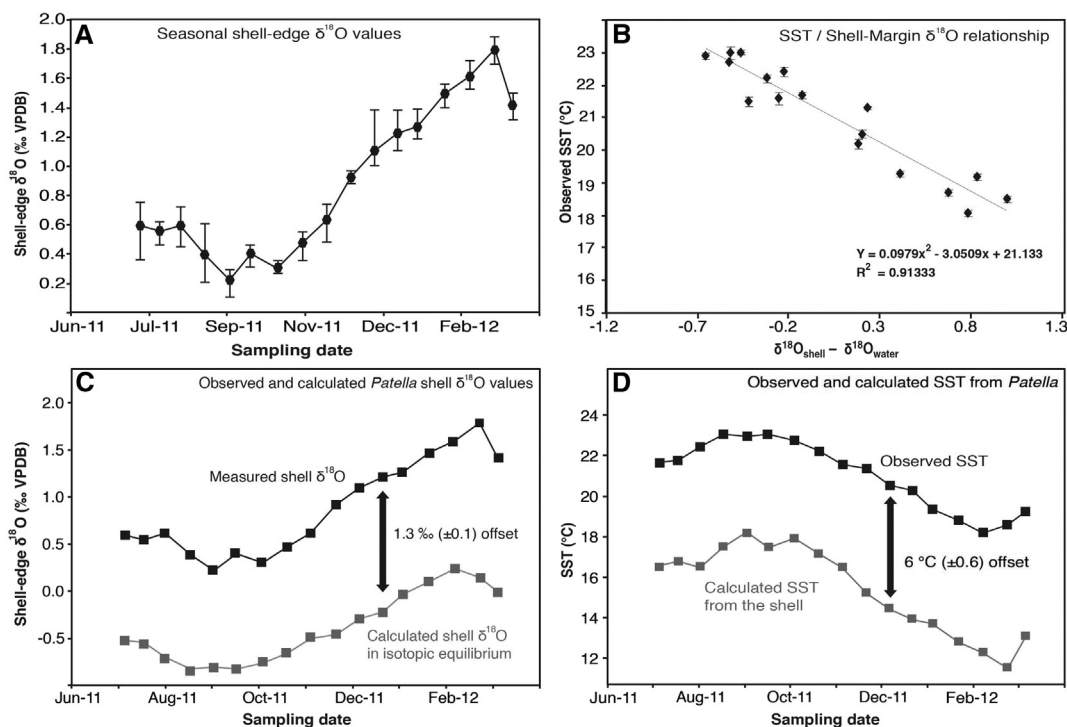 A
Seasonal shell-edge δ18O values
2.0
1.8
1.6
1.4
1.2
1.0
0.8
0.6
0.4
0.2
Shell-edge δ18O (‰ VPDB)
Jun-11 Jul-11 Sep-11 Nov-11 Dec-11 Feb-12
Sampling date
B
SST / Shell-Margin δ18O relationship
23
22
21
20
19
18
17
16
15
Observed SST (°C)
Y = 0.0979x2 - 3.0509x + 21.133
R2 = 0.91333
-1.2 -0.7 -0.2 0.3 0.8 1.3
δ18Oshell – δ18Owater
C
Observed and calculated Patella shell δ18O values
2.0
1.5
1.0
0.5
0.0
-0.5
Shell-edge δ18O (‰ VPDB)
Measured shell δ18O
1.3 ‰ (±0.1) offset
Calculated shell δ18O
in isotopic equilibrium
Jun-11 Aug-11 Oct-11 Dec-11 Feb-12
Sampling date
D
Observed and calculated SST from Patella
24
22
20
18
16
14
12
SST (°C)
Observed SST
6 °C (±0.6) offset
Calculated SST
from the shell
Jun-11 Aug-11 Oct-11 Dec-11 Feb-12
Sampling date